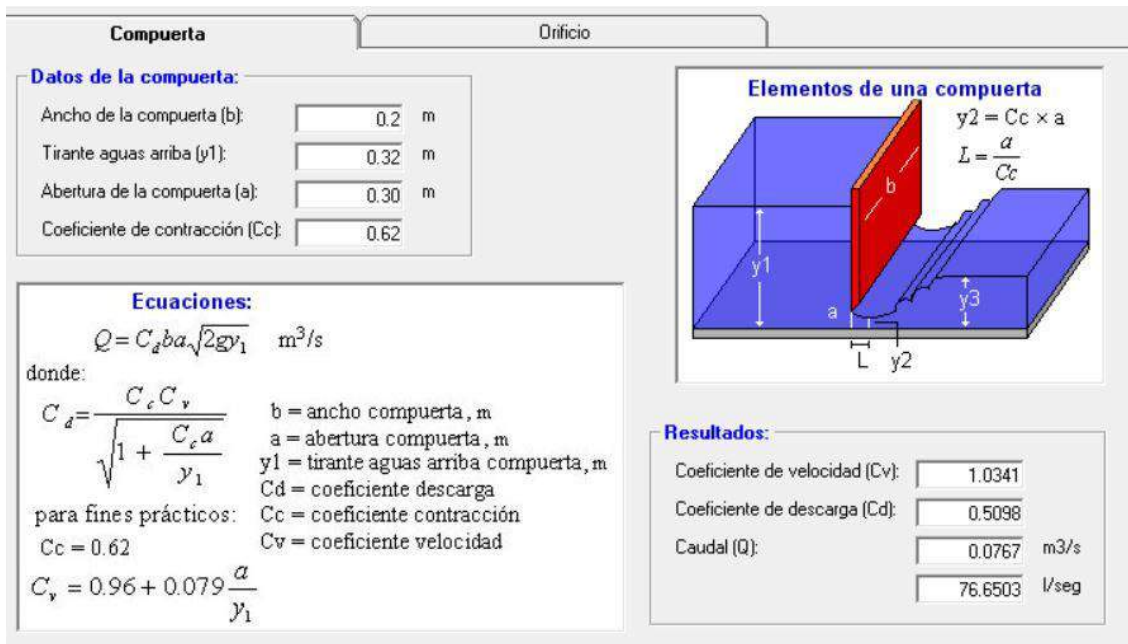 Compuerta
Orificio
Datos de la compuerta:
Ancho de la compuerta (b): 0.2 m
Tirante aguas arriba (y1): 0.32 m
Abertura de la compuerta (a): 0.30 m
Coeficiente de contracción (Cc): 0.62
Elementos de una compuerta
y2 = Cc × a
L = a / Cc
b
y1
a
y3
L y2
Ecuaciones:
Q = C_d ba√(2gy₁) m³/s
donde:
C_d = C_c C_v / √(1 + C_c a / y₁)
b = ancho compuerta, m
a = abertura compuerta, m
y1 = tirante aguas arriba compuerta, m
Cd = coeficiente descarga
para fines prácticos: Cc = coeficiente contracción
Cc = 0.62 Cv = coeficiente velocidad
C_v = 0.96 + 0.079 a / y₁
Resultados:
Coeficiente de velocidad (Cv): 1.0341
Coeficiente de descarga (Cd): 0.5098
Caudal (Q): 0.0767 m3/s
76.6503 l/seg